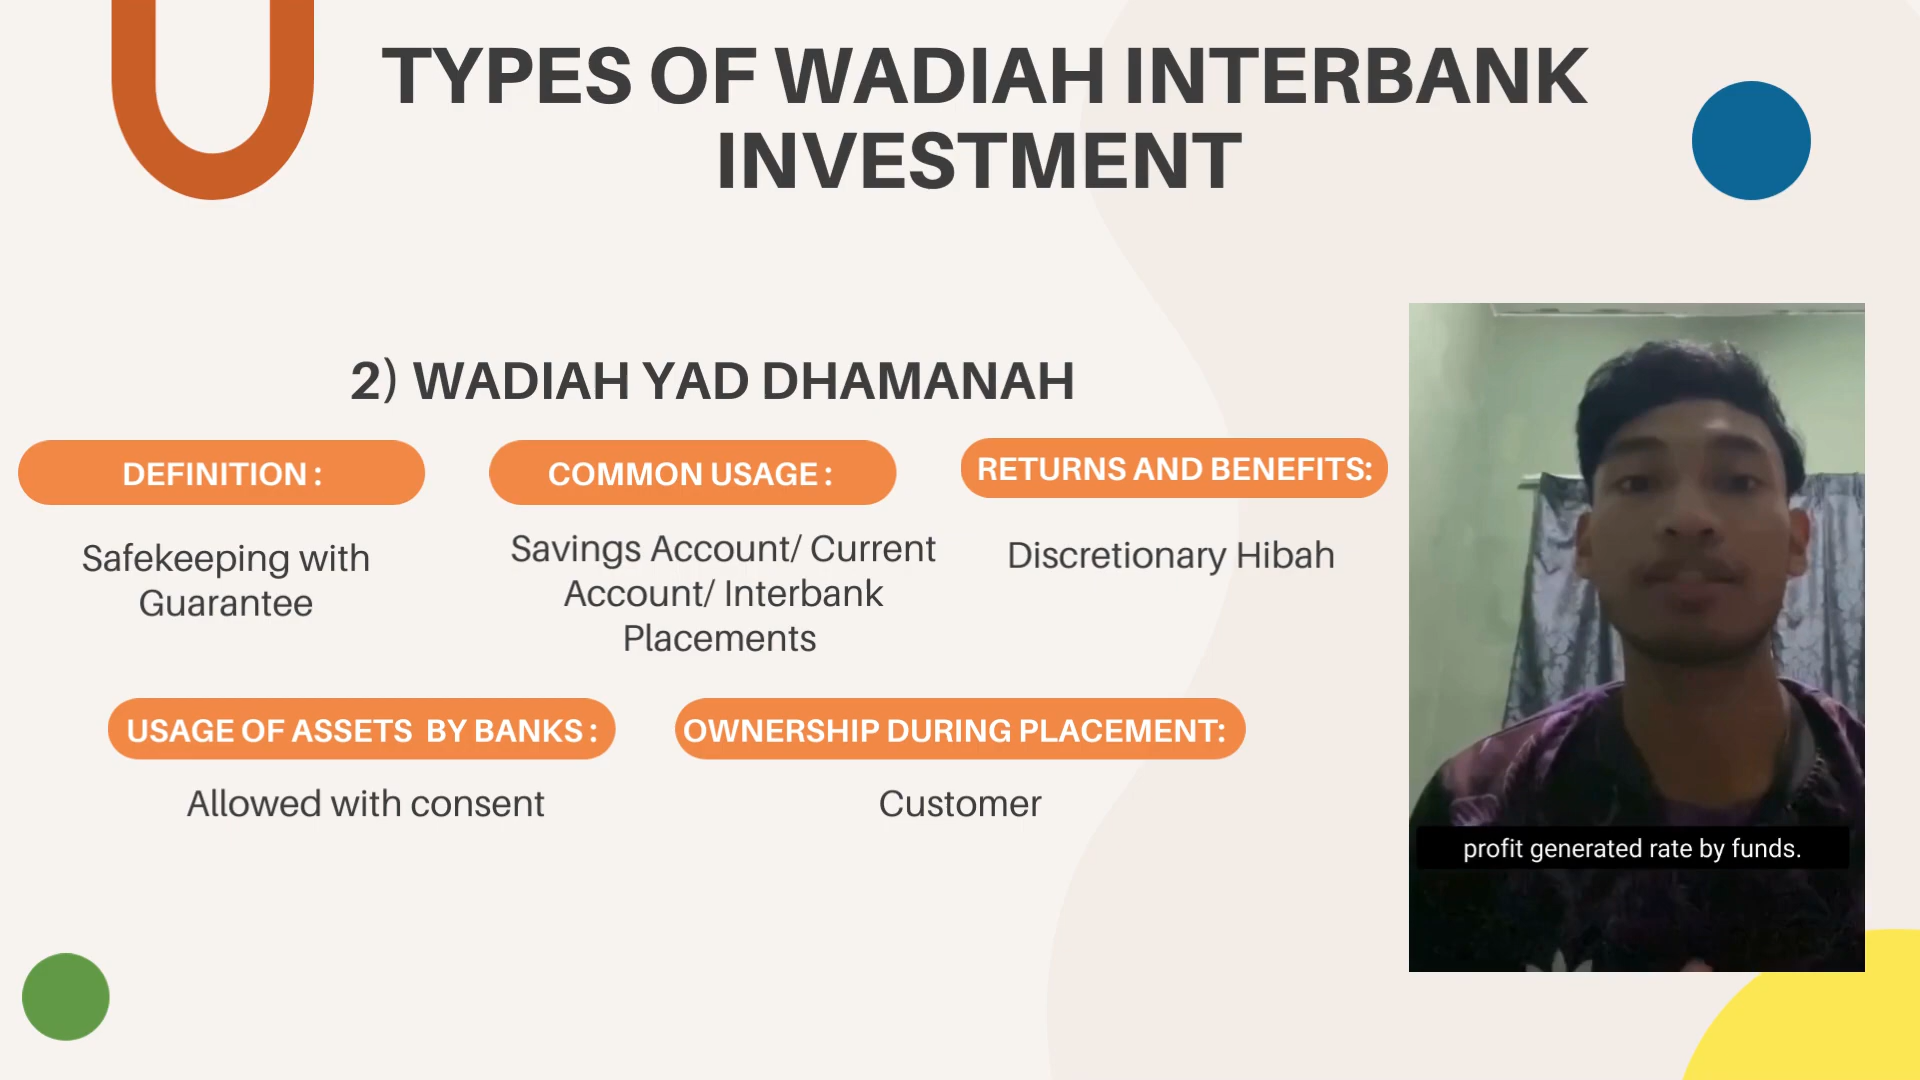 TYPES OF WADIAH INTERBANK
INVESTMENT
2) WADIAH YAD DHAMANAH
DEFINITION :
Safekeeping with
Guarantee
COMMON USAGE :
Savings Account/ Current
Account/ Interbank
Placements
RETURNS AND BENEFITS:
Discretionary Hibah
USAGE OF ASSETS BY BANKS :
Allowed with consent
OWNERSHIP DURING PLACEMENT:
Customer
profit generated rate by funds.